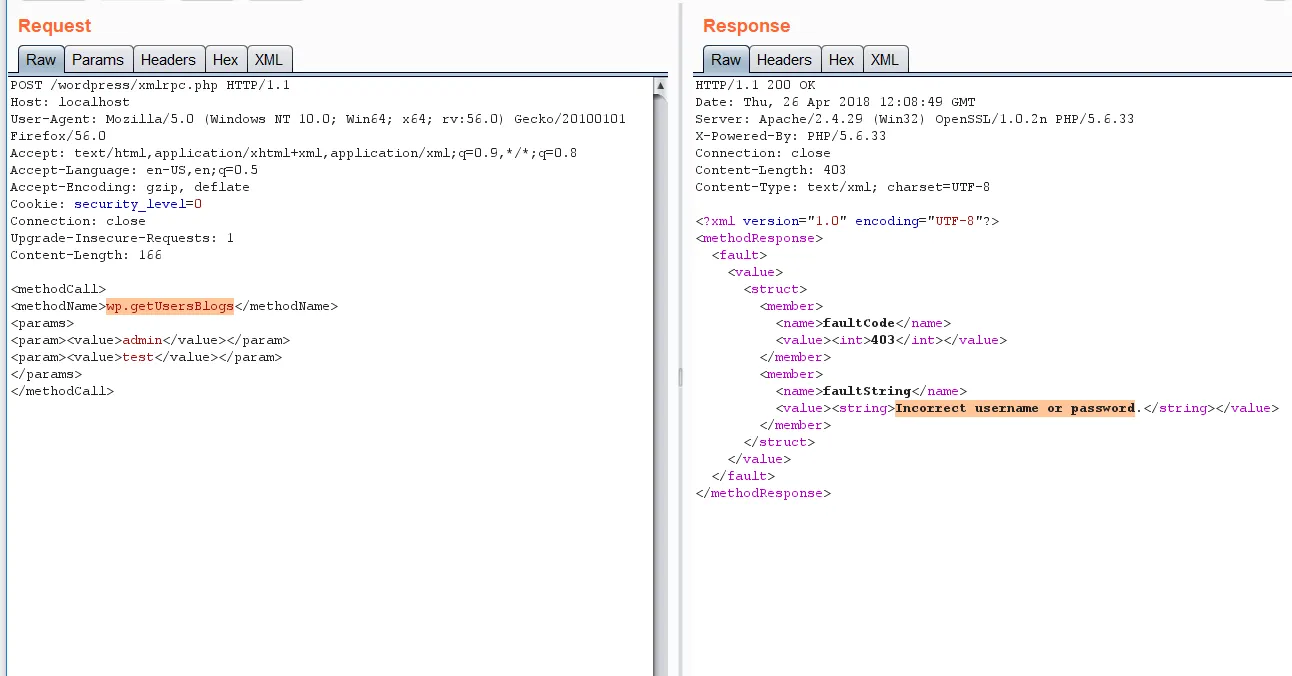 Request
Raw Params Headers Hex XML
POST /wordpress/xmlrpc.php HTTP/1.1
Host: localhost
User-Agent: Mozilla/5.0 (Windows NT 10.0; Win64; x64; rv:56.0) Gecko/20100101
Firefox/56.0
Accept: text/html,application/xhtml+xml,application/xml;q=0.9,*/*;q=0.8
Accept-Language: en-US,en;q=0.5
Accept-Encoding: gzip, deflate
Cookie: security_level=0
Connection: close
Upgrade-Insecure-Requests: 1
Content-Length: 166
<methodCall>
<methodName>wp.getUsersBlogs</methodName>
<params>
<param><value>admin</value></param>
<param><value>test</value></param>
</params>
</methodCall>
Response
Raw Headers Hex XML
HTTP/1.1 200 OK
Date: Thu, 26 Apr 2018 12:08:49 GMT
Server: Apache/2.4.29 (Win32) OpenSSL/1.0.2n PHP/5.6.33
X-Powered-By: PHP/5.6.33
Connection: close
Content-Length: 403
Content-Type: text/xml; charset=UTF-8
<?xml version="1.0" encoding="UTF-8"?>
<methodResponse>
<fault>
<value>
<struct>
<member>
<name>faultCode</name>
<value><int>403</int></value>
</member>
<member>
<name>faultString</name>
<value><string>Incorrect username or password.</string></value>
</member>
</struct>
</value>
</fault>
</methodResponse>